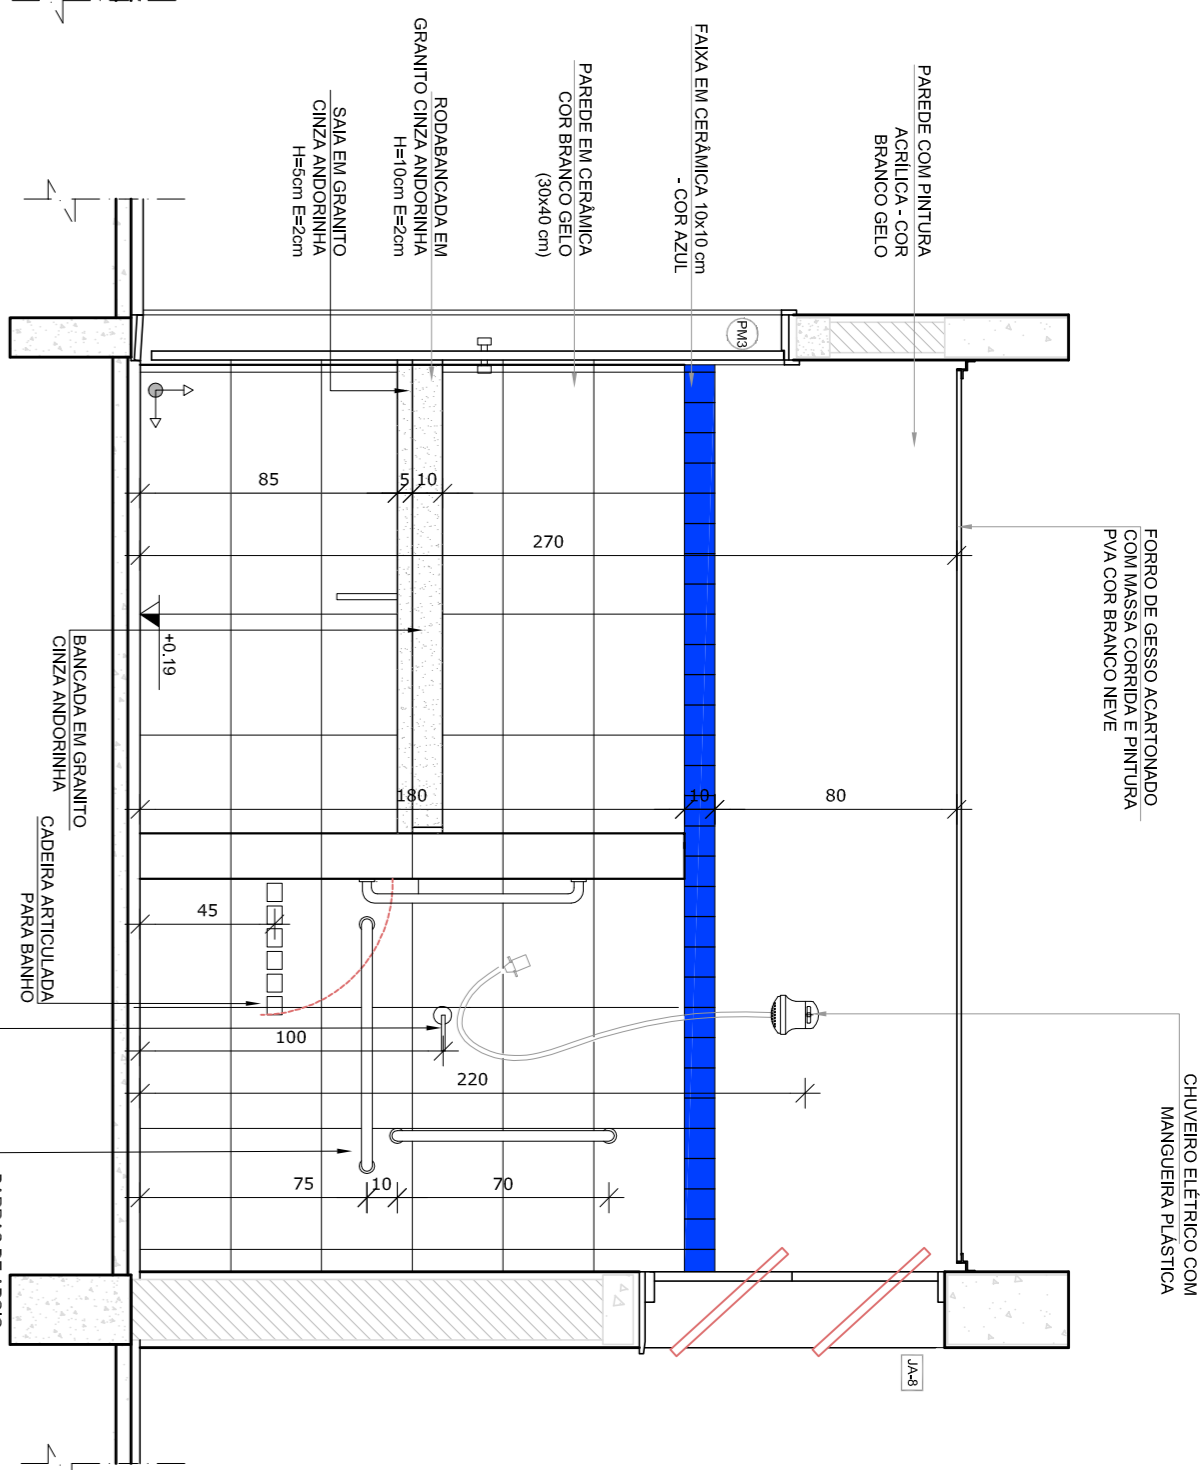 PAREDE COM PINTURA
ACRÍLICA - COR
BRANCO GELO
FAIXA EM CERÂMICA 10x10 cm
- COR AZUL
PAREDE EM CERÂMICA
COR BRANCO GELO
(30x40 cm)
RODABANCADA EM
GRANITO CINZA ANDORINHA
H=10cm E=2cm
SAIA EM GRANITO
CINZA ANDORINHA
H=5cm E=2cm
FORRO DE GESSO ACARTONADO
COM MASSA CORRIDA E PINTURA
PVA COR BRANCO NEVE
CHUVEIRO ELÉTRICO COM
MANGUEIRA PLÁSTICA
PM3
85
5
10
270
+0.19
BANCADA EM GRANITO
CINZA ANDORINHA
180
10
80
CADEIRA ARTICULADA
PARA BANHO
45
100
220
75
10
70
JA-8
BARRAS DE APOIO